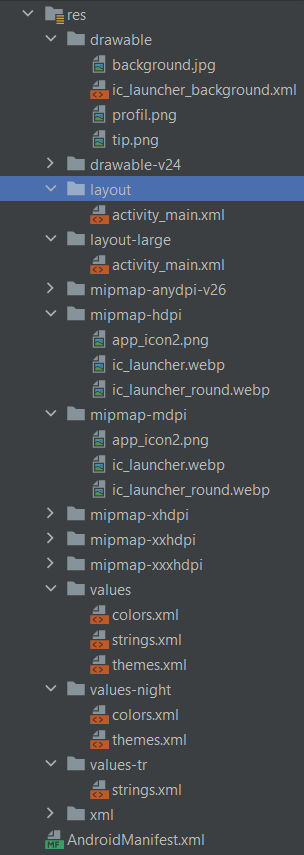 res
drawable
background.jpg
ic_launcher_background.xml
profil.png
tip.png
drawable-v24
layout
activity_main.xml
layout-large
activity_main.xml
mipmap-anydpi-v26
mipmap-hdpi
app_icon2.png
ic_launcher.webp
ic_launcher_round.webp
mipmap-mdpi
app_icon2.png
ic_launcher.webp
ic_launcher_round.webp
mipmap-xhdpi
mipmap-xxhdpi
mipmap-xxxhdpi
values
colors.xml
strings.xml
themes.xml
values-night
colors.xml
themes.xml
values-tr
strings.xml
xml
MF AndroidManifest.xml